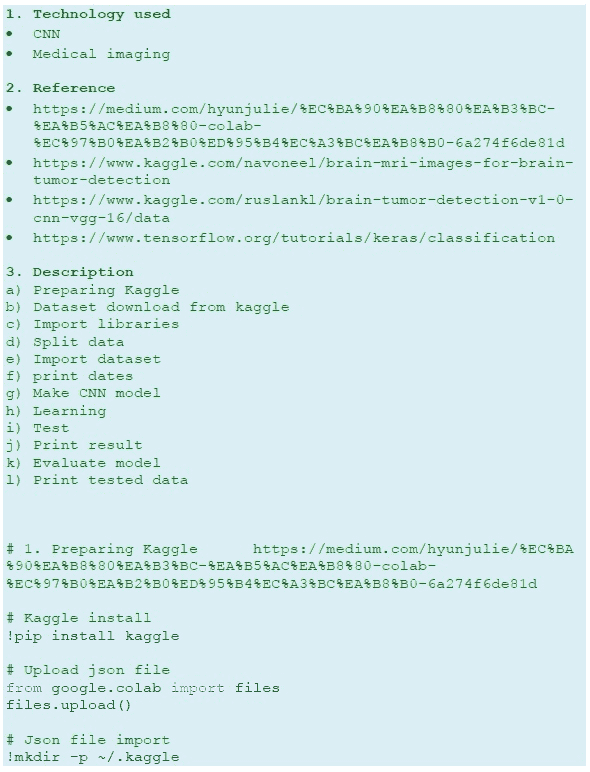 1. Technology used
• CNN
• Medical imaging
2. Reference
• https://medium.com/hyunjulie/%EC%BA%90%EA%B8%80%EA%B3%BC-
%EA%B5%AC%EA%B8%80-colab-
%EC%97%B0%EA%B2%B0%ED%95%B4%EC%A3%BC%EA%B8%B0-6a274f6de81d
• https://www.kaggle.com/navoneel/brain-mri-images-for-brain-
tumor-detection
• https://www.kaggle.com/ruslankl/brain-tumor-detection-v1-0-
cnn-vgg-16/data
• https://www.tensorflow.org/tutorials/keras/classification
3. Description
a) Preparing Kaggle
b) Dataset download from kaggle
c) Import libraries
d) Split data
e) Import dataset
f) print dates
g) Make CNN model
h) Learning
i) Test
j) Print result
k) Evaluate model
l) Print tested data
# 1. Preparing Kaggle https://medium.com/hyunjulie/%EC%BA
%90%EA%B8%80%EA%B3%BC-%EA%B5%AC%EA%B8%80-colab-
%EC%97%B0%EA%B2%B0%ED%95%B4%EC%A3%BC%EA%B8%B0-6a274f6de81d
# Kaggle install
!pip install kaggle
# Upload json file
from google.colab import files
files.upload()
# Json file import
!mkdir -p ~/.kaggle